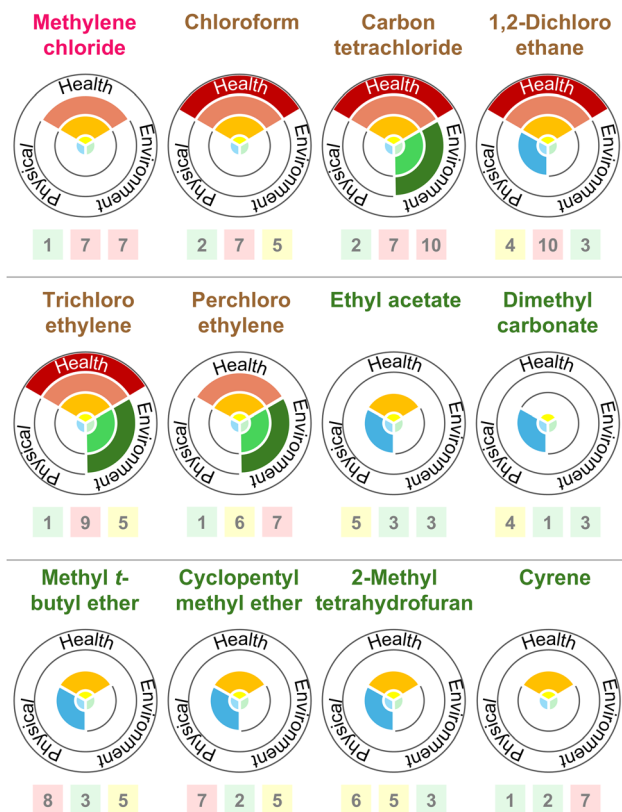 Methylene
chloride
Chloroform
Carbon
tetrachloride
1,2-Dichloro
ethane
Health
Environment
Physical
Health
Environment
Physical
Health
Environment
Physical
Health
Environment
Physical
1 7 7
2 7 5
2 7 10
4 10 3
Trichloro
ethylene
Perchloro
ethylene
Ethyl acetate
Dimethyl
carbonate
Health
Environment
Physical
Health
Environment
Physical
Health
Environment
Physical
Health
Environment
Physical
1 9 5
1 6 7
5 3 3
4 1 3
Methyl t-
butyl ether
Cyclopentyl
methyl ether
2-Methyl
tetrahydrofuran
Cyrene
Health
Environment
Physical
Health
Environment
Physical
Health
Environment
Physical
Health
Environment
Physical
8 3 5
7 2 5
6 5 3
1 2 7